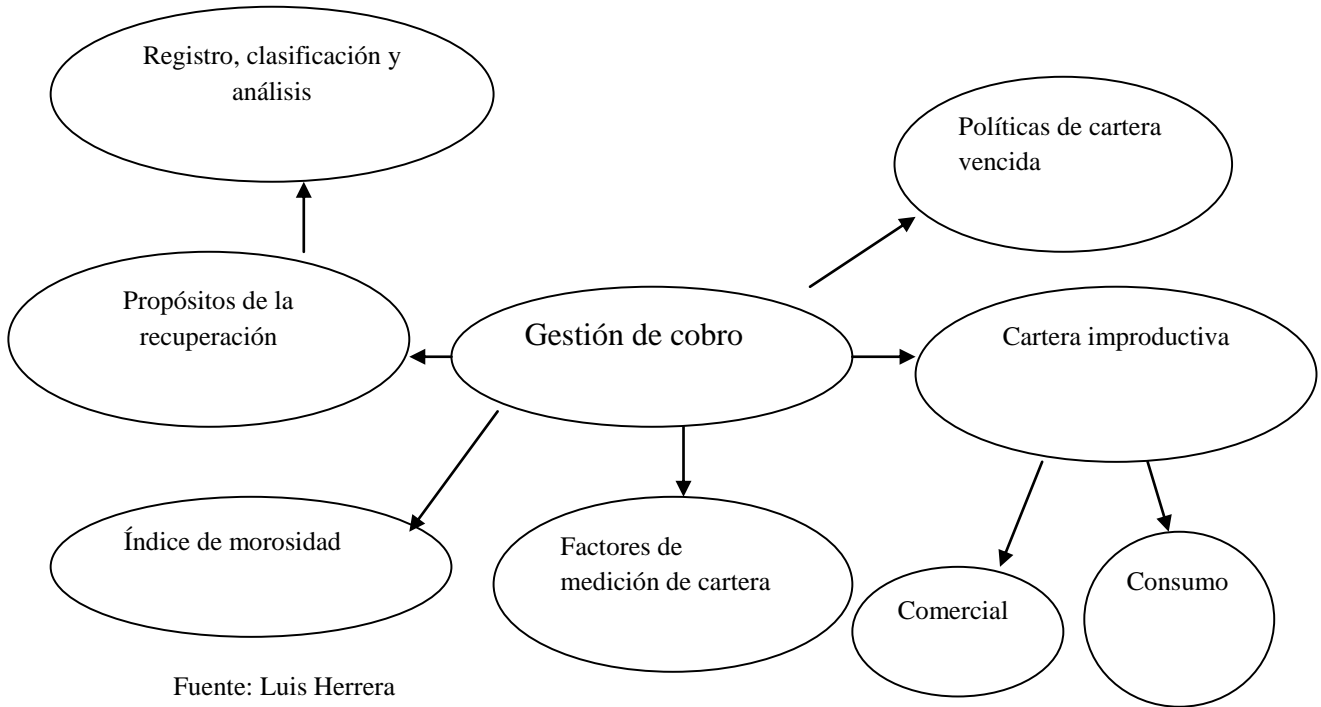 Registro, clasificación y
análisis
Políticas de cartera
vencida
Propósitos de la
recuperación
Gestión de cobro
Cartera improductiva
Índice de morosidad
Factores de
medición de cartera
Comercial
Consumo
Fuente: Luis Herrera